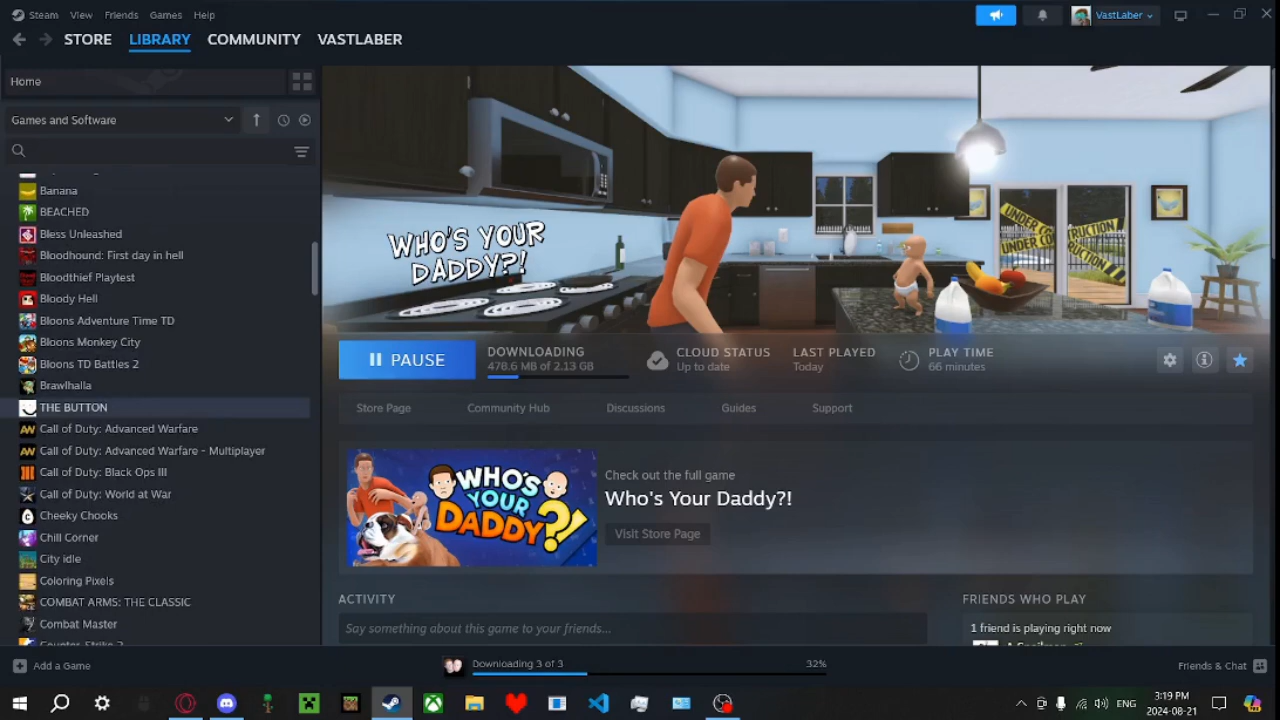 Steam View Friends Games Help
VastLaber
STORE LIBRARY COMMUNITY VASTLABER
Home
Games and Software
Banana
BEACHED
Bless Unleashed
Bloodhound: First day in hell
Bloodthief Playtest
Bloody Hell
Bloons Adventure Time TD
Bloons Monkey City
Bloons TD Battles 2
Brawlhalla
THE BUTTON
Call of Duty: Advanced Warfare
Call of Duty: Advanced Warfare - Multiplayer
Call of Duty: Black Ops III
Call of Duty: World at War
Cheeky Chooks
Chill Corner
City idle
Coloring Pixels
COMBAT ARMS: THE CLASSIC
Combat Master
WHO'S YOUR
DADDY?!
UNDER CONSTRUCTION
PAUSE
DOWNLOADING
478.6 MB of 2.13 GB
CLOUD STATUS
Up to date
LAST PLAYED
Today
PLAY TIME
66 minutes
Store Page Community Hub Discussions Guides Support
WHO'S
YOUR
DADDY?!
Check out the full game
Who's Your Daddy?!
Visit Store Page
ACTIVITY
Say something about this game to your friends...
FRIENDS WHO PLAY
1 friend is playing right now
Add a Game
Downloading 3 of 3
32%
Friends & Chat
ENG
3:19 PM
2024-08-21